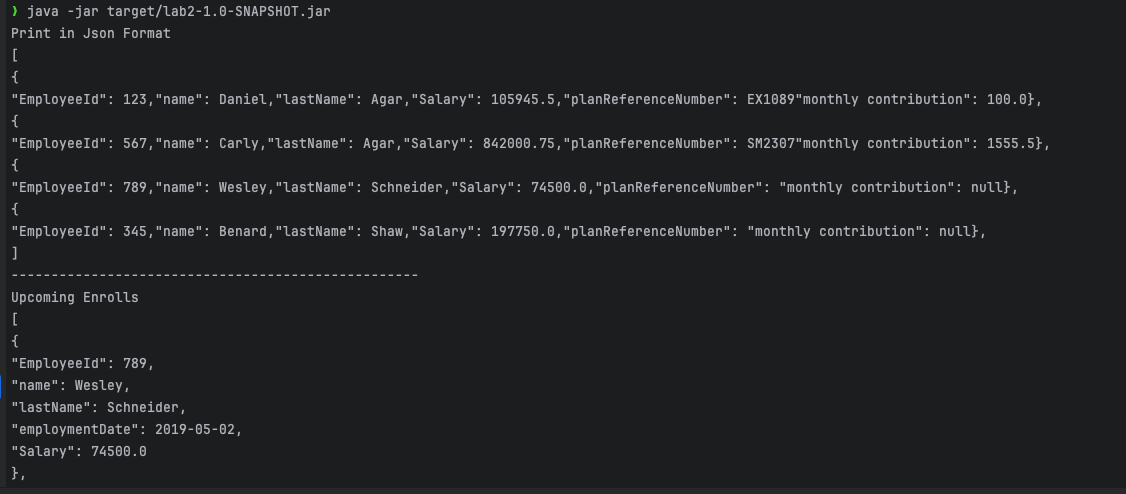 ❯ java -jar target/lab2-1.0-SNAPSHOT.jar
Print in Json Format
[
{
"EmployeeId": 123,"name": Daniel,"lastName": Agar,"Salary": 105945.5,"planReferenceNumber": EX1089"monthly contribution": 100.0},
{
"EmployeeId": 567,"name": Carly,"lastName": Agar,"Salary": 842000.75,"planReferenceNumber": SM2307"monthly contribution": 1555.5},
{
"EmployeeId": 789,"name": Wesley,"lastName": Schneider,"Salary": 74500.0,"planReferenceNumber": "monthly contribution": null},
{
"EmployeeId": 345,"name": Benard,"lastName": Shaw,"Salary": 197750.0,"planReferenceNumber": "monthly contribution": null},
]
---------------------------------------------------
Upcoming Enrolls
[
{
"EmployeeId": 789,
"name": Wesley,
"lastName": Schneider,
"employmentDate": 2019-05-02,
"Salary": 74500.0
},